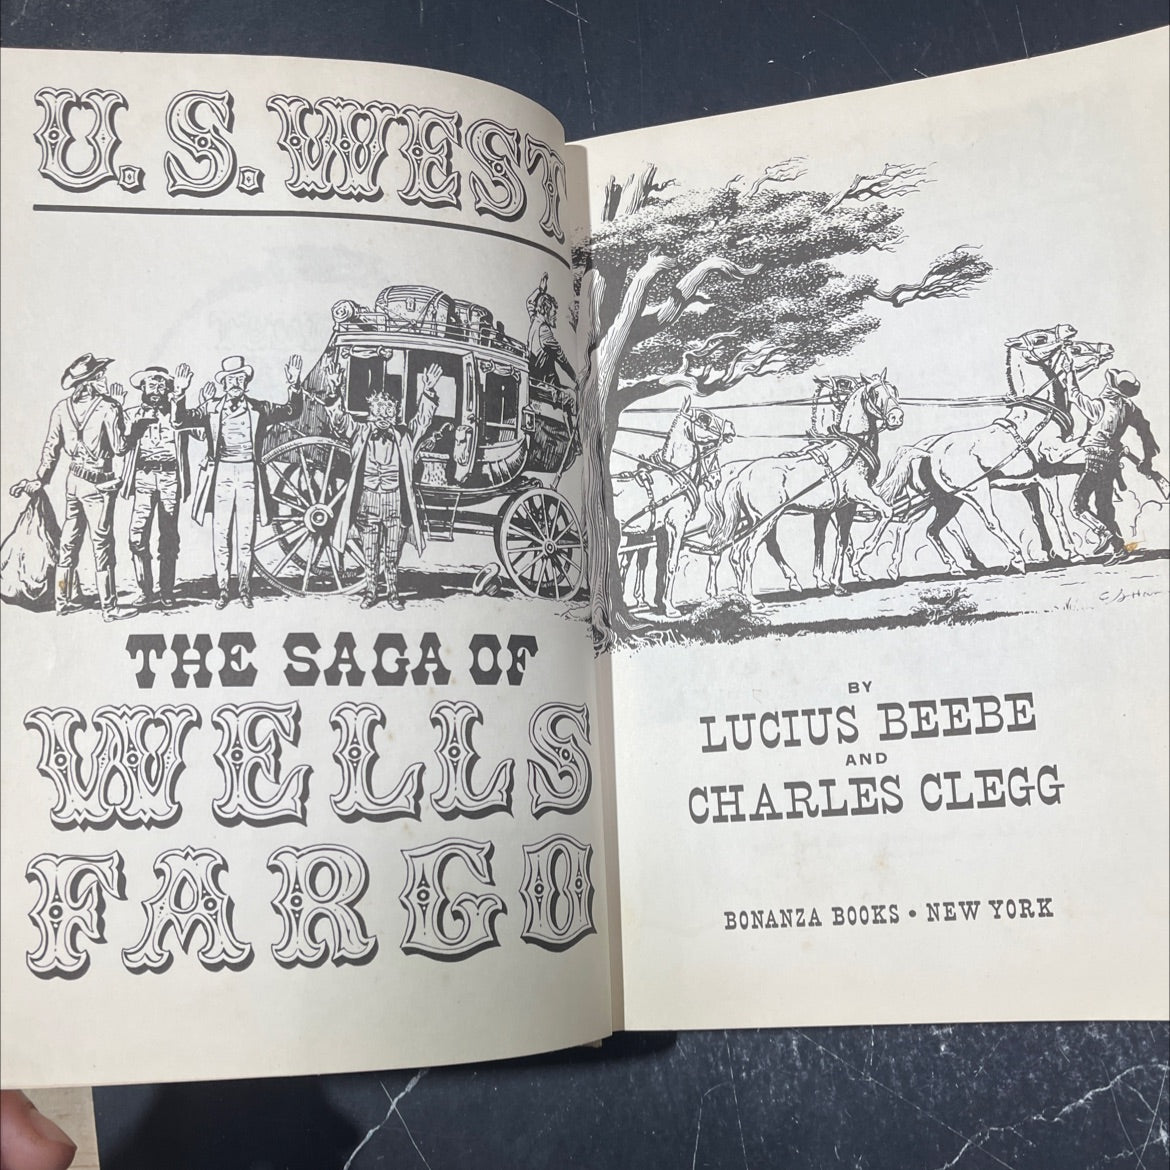 U.S. WEST
THE SAGA OF
WELLS
FARGO
BY
LUCIUS BEEBE
AND
CHARLES CLEGG
BONANZA BOOKS • NEW YORK